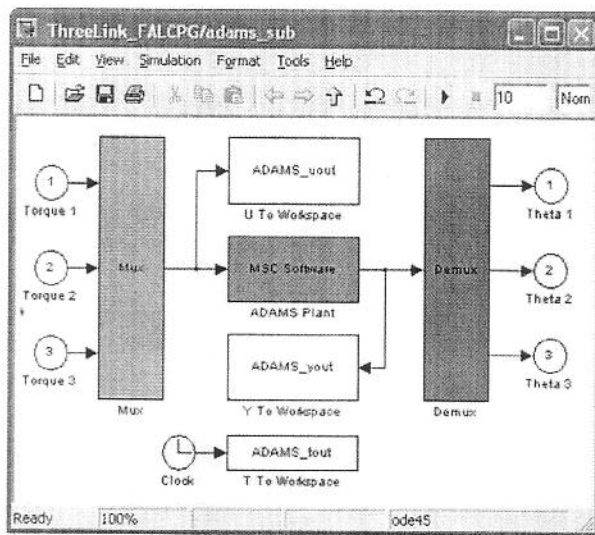 ThreeLink_FALCPG/adams_sub
File Edit View Simulation Format Tools Help
10 Norn
1
Torque 1
2
Torque 2
3
Torque 3
Mux
Mux
ADAMS_uout
U To Workspace
MSC Software
ADAMS Plant
ADAMS_yout
Y To Workspace
Demux
Demux
1
Theta 1
2
Theta 2
3
Theta 3
Clock
ADAMS_tout
T To Workspace
Ready 100% ode45